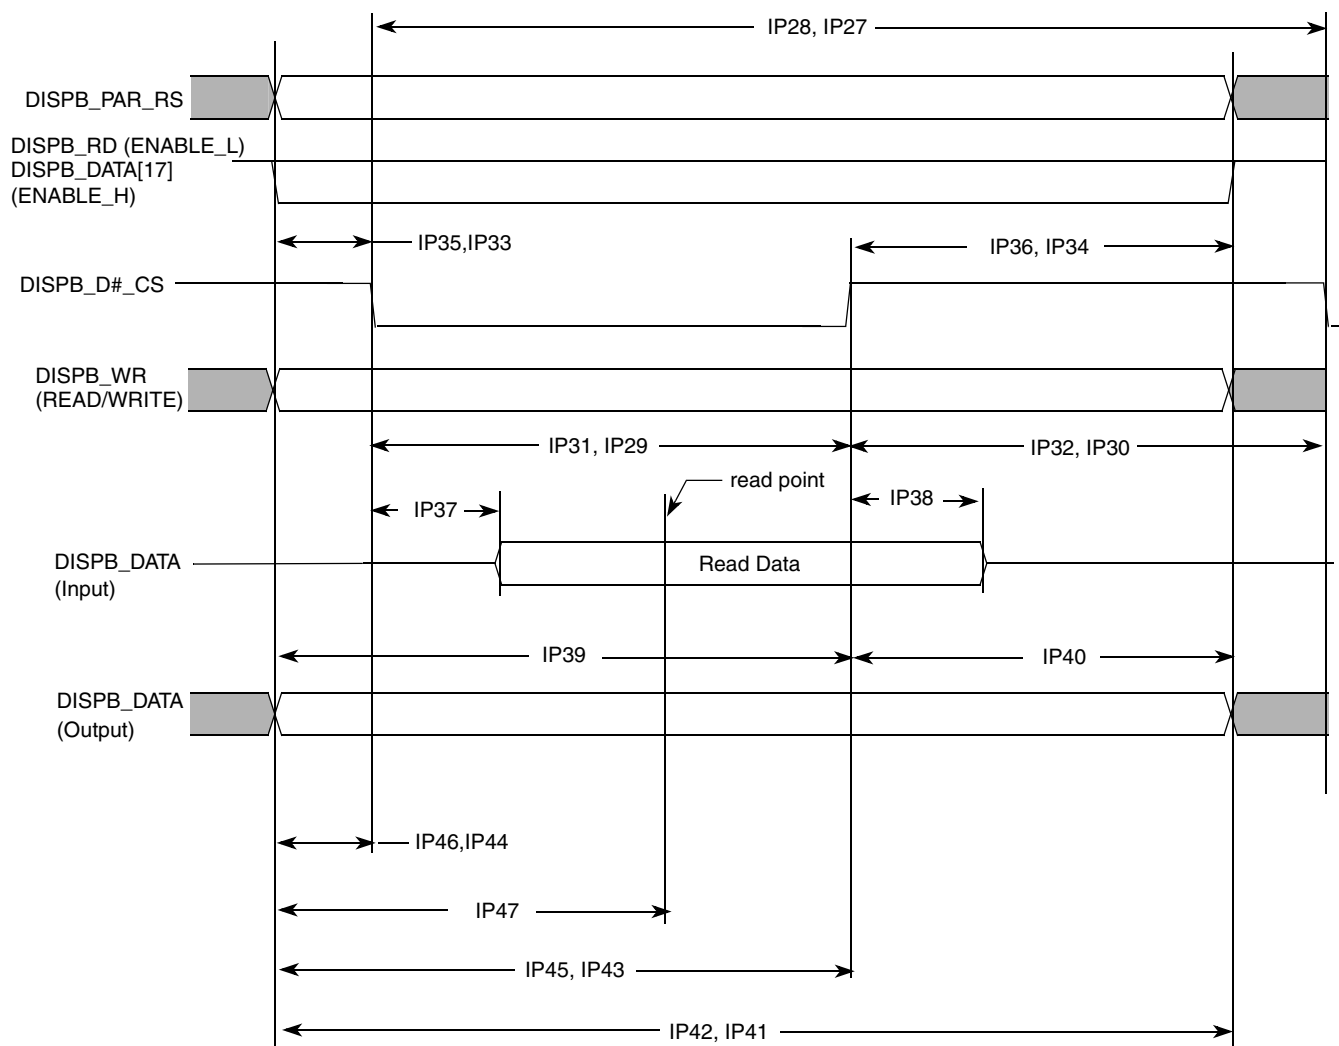 IP28, IP27
DISPB_PAR_RS
DISPB_RD (ENABLE_L)
DISPB_DATA[17]
(ENABLE_H)
IP35,IP33
IP36, IP34
DISPB_D#_CS
DISPB_WR
(READ/WRITE)
IP31, IP29
IP32, IP30
read point
IP37
IP38
DISPB_DATA
(Input)
Read Data
IP39
IP40
DISPB_DATA
(Output)
IP46,IP44
IP47
IP45, IP43
IP42, IP41